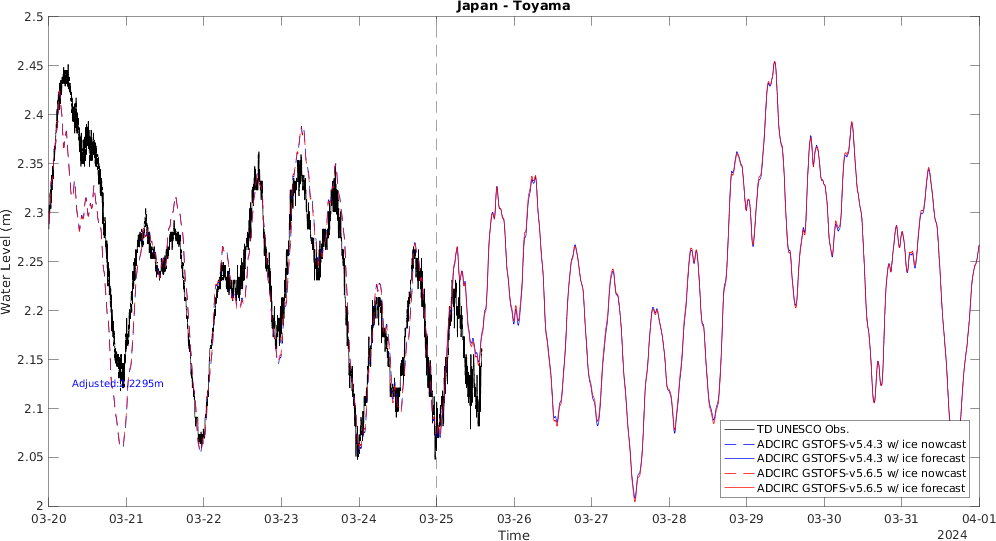 Japan - Toyama
2.5
2.45
2.4
2.35
2.3
2.25
2.2
2.15
2.1
2.05
2
Water Level (m)
2295m
TD UNESCO Obs.
ADCIRC GSTOFS-v5.4.3 w/ ice nowcast
ADCIRC GSTOFS-v5.4.3 w/ ice forecast
ADCIRC GSTOFS-v5.6.5 w/ ice nowcast
ADCIRC GSTOFS-v5.6.5 w/ ice forecast
03-20 03-21 03-22 03-23 03-24 03-25 03-26 03-27 03-28 03-29 03-30 03-31 04-01
Time
2024